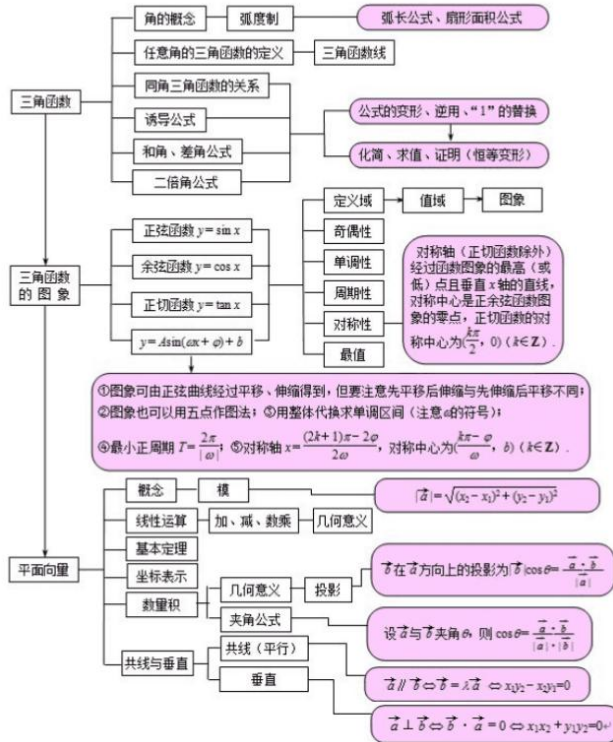 角的概念 弧度制 弧长公式、扇形面积公式
任意角的三角函数的定义 三角函数线
三角函数
同角三角函数的关系
诱导公式
和角、差角公式
二倍角公式
公式的变形、逆用、“1”的替换
化简、求值、证明（恒等变形）
三角函数
的 图 象
正弦函数 y=sin x
余弦函数 y=cos x
正切函数 y=tan x
y=Asin(ωx+φ)+b
定义域 值域 图象
奇偶性
单调性
周期性
对称性
最值
对称轴（正切函数除外）
经过函数图象的最高（或
低）点且垂直 x 轴的直线，
对称中心是正余弦函数图
象的零点，正切函数的对
称中心为(kπ/2, 0)(k∈Z).
①图象可由正弦曲线经过平移、伸缩得到，但要注意先平移后伸缩与先伸缩后平移不同；
②图象也可以用五点作图法；③用整体代换求单调区间（注意ω的符号）；
④最小正周期 T=2π/|ω|；⑤对称轴 x=((2k+1)π-2φ)/2ω，对称中心为((kπ-φ)/ω, b)(k∈Z).
平面向量
概念 模 |a⃗|=√((x₂-x₁)²+(y₂-y₁)²)
线性运算 加、减、数乘 几何意义
基本定理
坐标表示
数量积
几何意义 投影 b⃗在a⃗方向上的投影为|b⃗|cosθ=(a⃗·b⃗)/|a⃗|
夹角公式 设a⃗与b⃗夹角θ，则 cosθ=(a⃗·b⃗)/(|a⃗|·|b⃗|)
共线与垂直
共线（平行） a⃗∥b⃗⇔b⃗=λa⃗⇔x₁y₂-x₂y₁=0
垂直 a⃗⊥b⃗⇔b⃗·a⃗=0⇔x₁x₂+y₁y₂=0